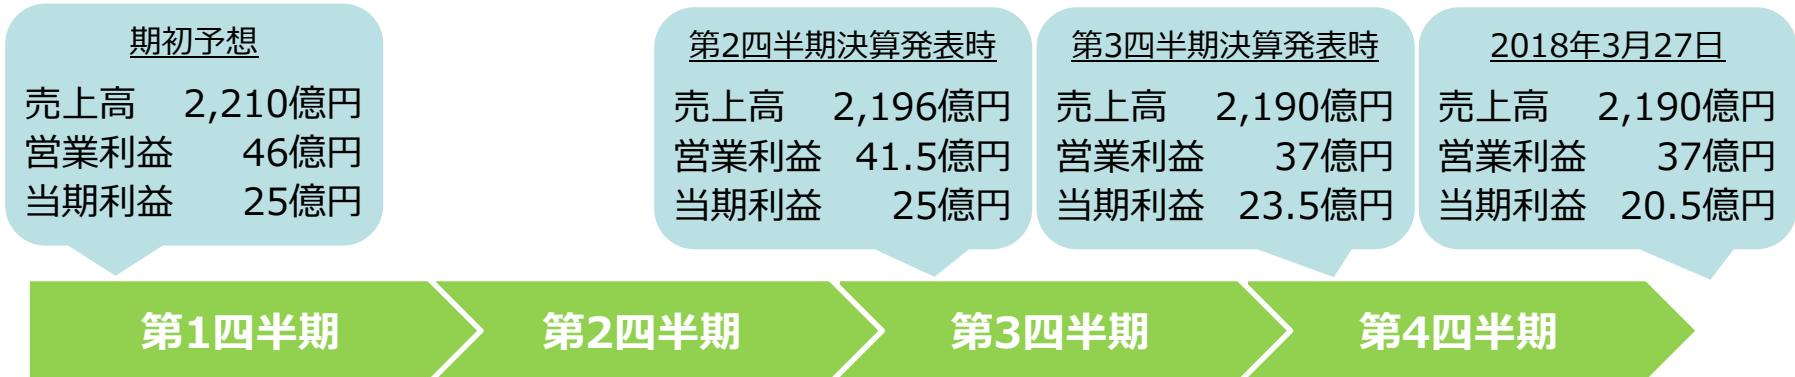 期初予想
売上高 2,210億円
営業利益 46億円
当期利益 25億円
第2四半期決算発表時
売上高 2,196億円
営業利益 41.5億円
当期利益 25億円
第3四半期決算発表時
売上高 2,190億円
営業利益 37億円
当期利益 23.5億円
2018年3月27日
売上高 2,190億円
営業利益 37億円
当期利益 20.5億円
第1四半期
第2四半期
第3四半期
第4四半期